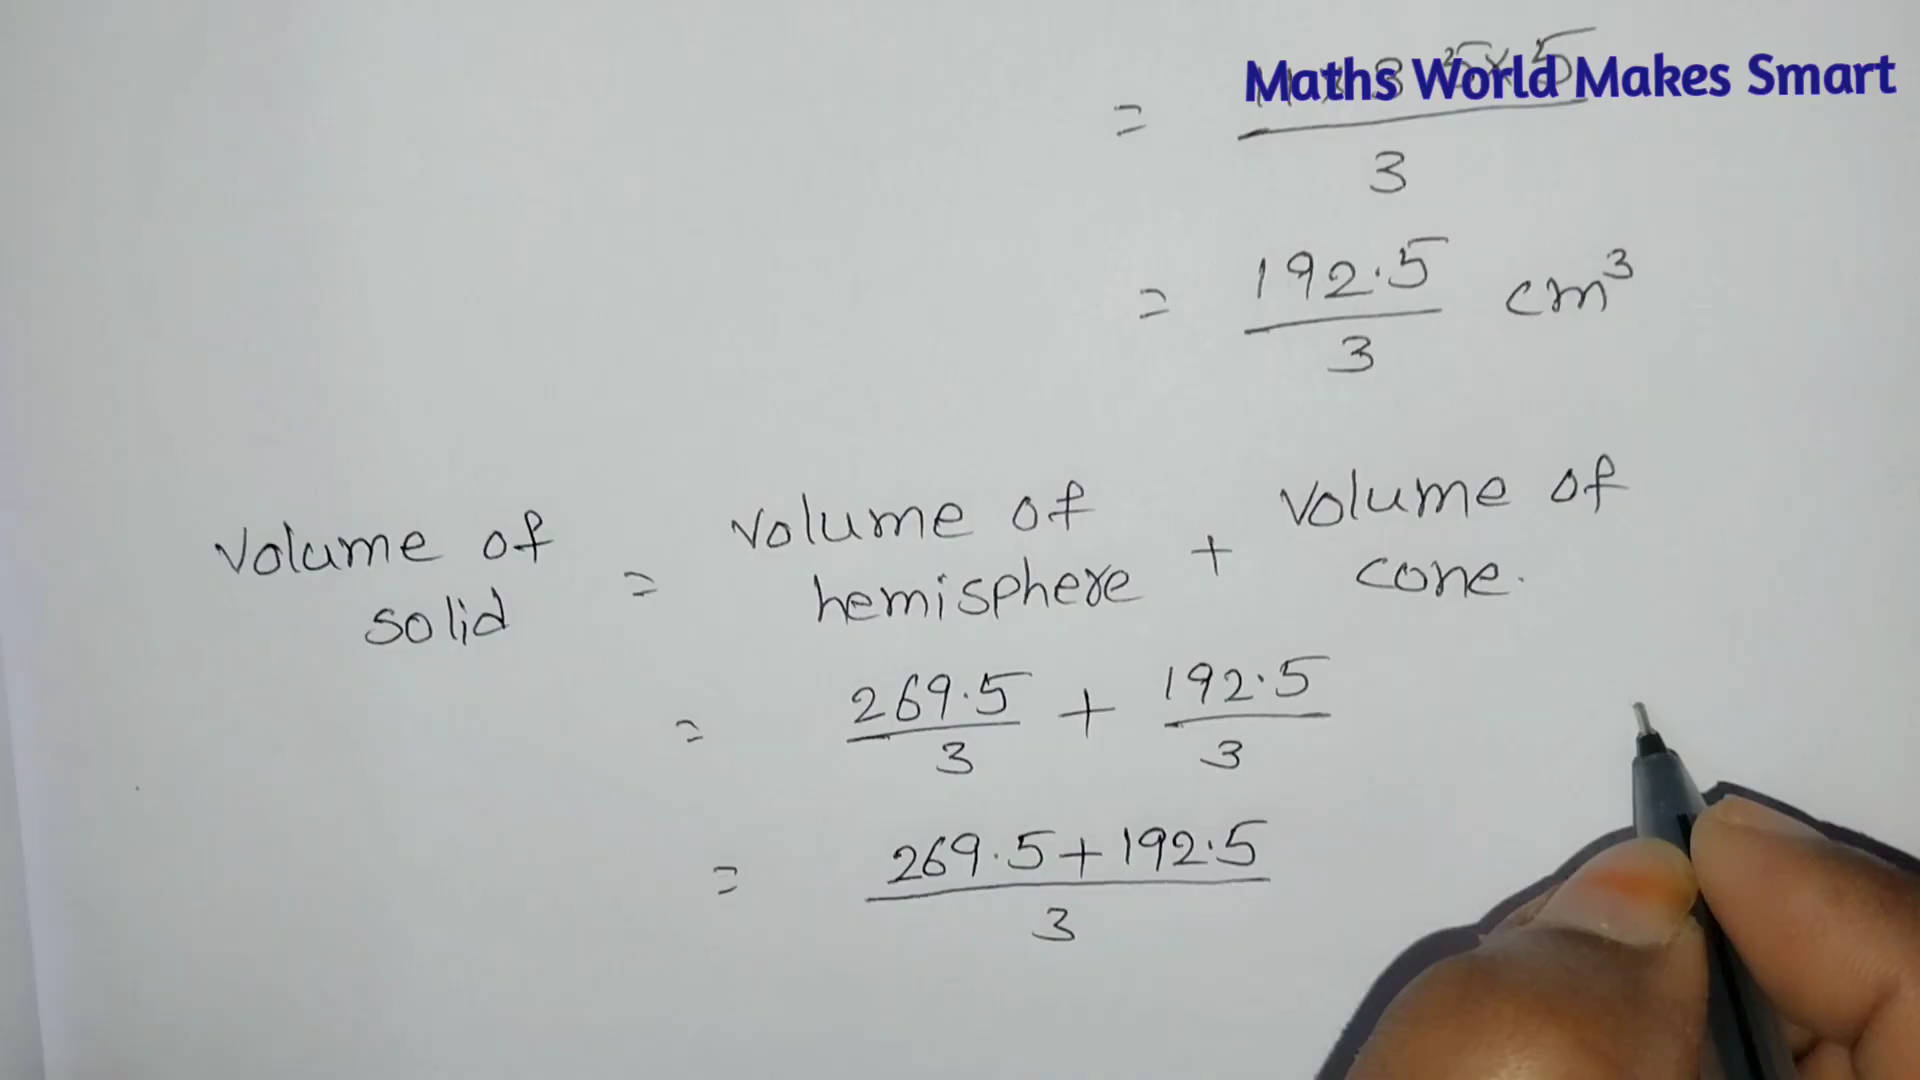 Maths World Makes Smart
=
3
= 192.5 cm³
3
Volume of = volume of + volume of
solid hemisphere cone.
= 269.5 + 192.5
3 3
= 269.5+192.5
3